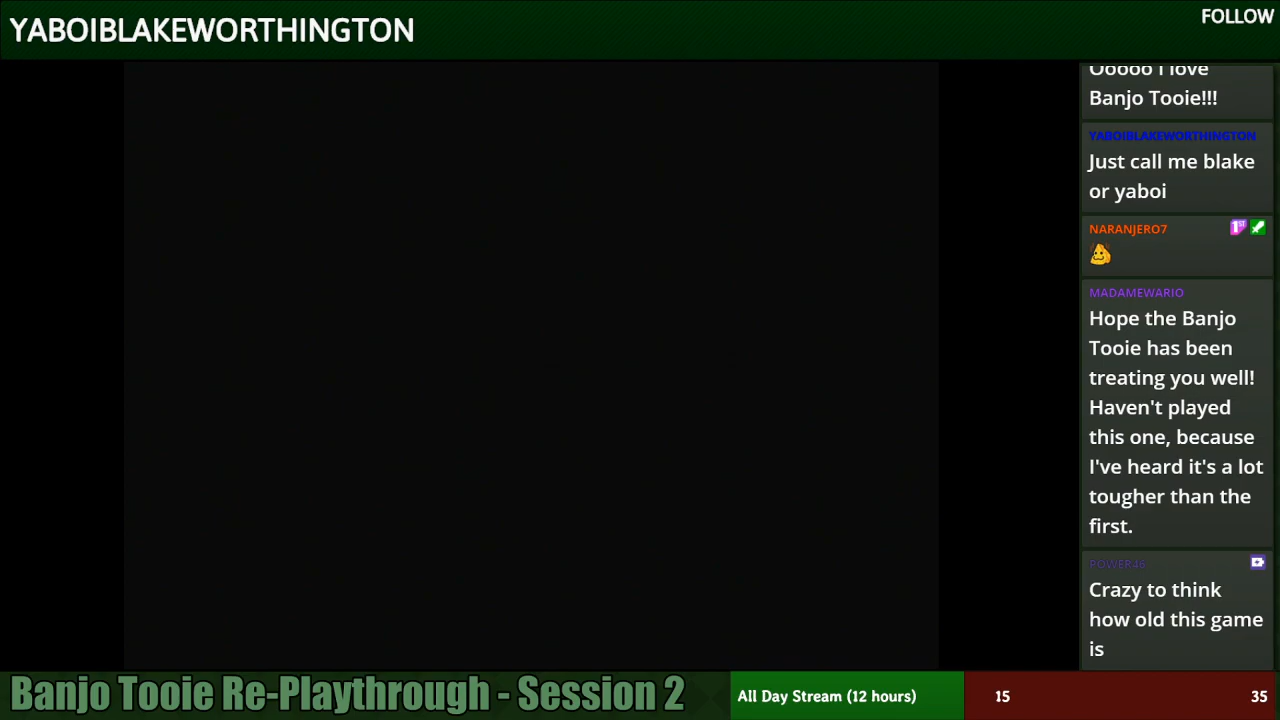 YABOIBLAKEWORTHINGTON
FOLLOW
Ooooo I love
Banjo Tooie!!!
YABOIBLAKEWORTHINGTON
Just call me blake
or yaboi
NARANJERO7
1ST
MADAMEWARIO
Hope the Banjo
Tooie has been
treating you well!
Haven't played
this one, because
I've heard it's a lot
tougher than the
first.
POWER46
Crazy to think
how old this game
is
Banjo Tooie Re-Playthrough - Session 2
All Day Stream (12 hours)
15
35